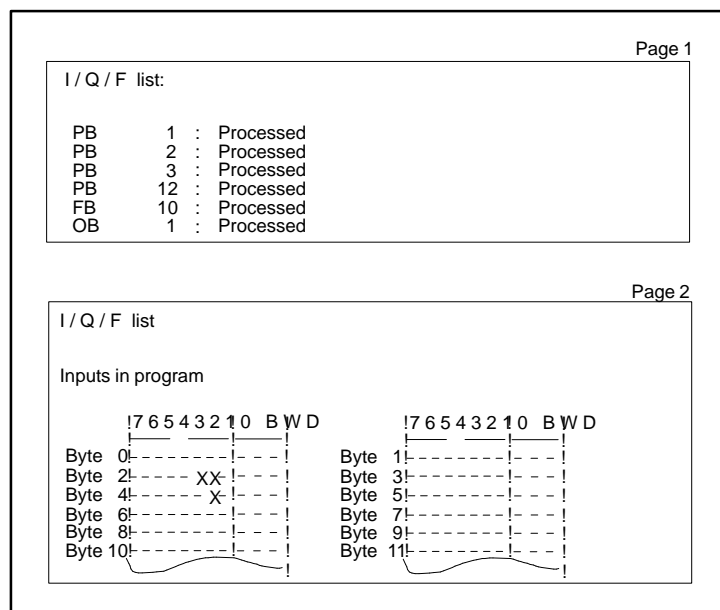 Page 1
I / Q / F list:
PB 1 : Processed
PB 2 : Processed
PB 3 : Processed
PB 12 : Processed
FB 10 : Processed
OB 1 : Processed
Page 2
I / Q / F list
Inputs in program
!7 6 5 4 3 2 1 0 B W D !7 6 5 4 3 2 1 0 B W D
Byte 0!- - - - - - - - ! - - - ! Byte 1!- - - - - - - - ! - - - !
Byte 2!- - - - - X X - ! - - - ! Byte 3!- - - - - - - - ! - - - !
Byte 4!- - - - - - X - ! - - - ! Byte 5!- - - - - - - - ! - - - !
Byte 6!- - - - - - - - ! - - - ! Byte 7!- - - - - - - - ! - - - !
Byte 8!- - - - - - - - ! - - - ! Byte 9!- - - - - - - - ! - - - !
Byte 10!- - - - - - - - ! - - - ! Byte 11!- - - - - - - - ! - - - !